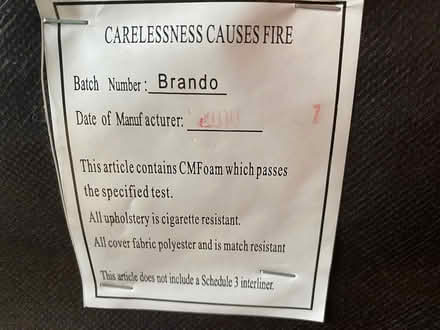 CARELESSNESS CAUSES FIRE
Batch Number: Brando
Date of Manufacturer:
This article contains CMFoam which passes
the specified test.
All upholstery is cigarette resistant.
All cover fabric polyester and is match resistant
This article does not include a Schedule 3 interliner.